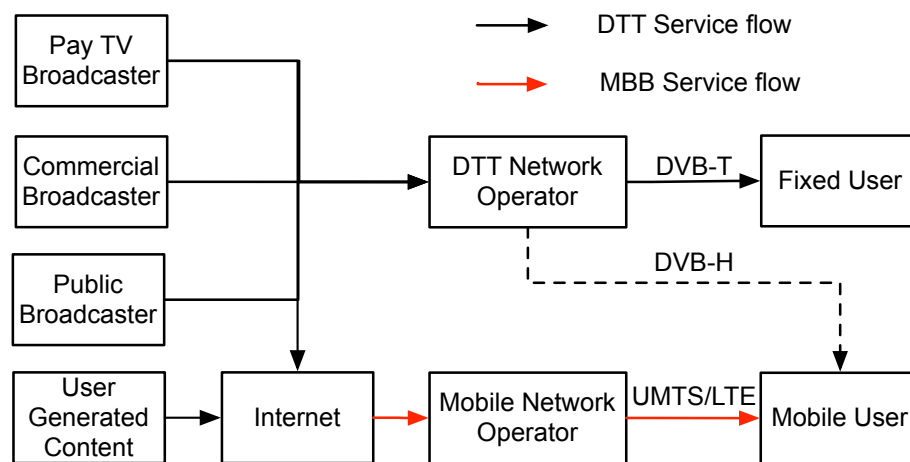 Pay TV
Broadcaster
DTT Service flow
MBB Service flow
Commercial
Broadcaster
DTT Network
Operator
DVB-T
Fixed User
DVB-H
Public
Broadcaster
User
Generated
Content
Internet
Mobile Network
Operator
UMTS/LTE
Mobile User